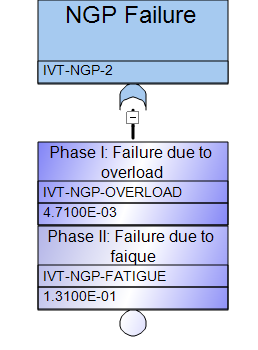 NGP Failure
IVT-NGP-2
Phase I: Failure due to
overload
IVT-NGP-OVERLOAD
4.7100E-03
Phase II: Failure due to
faique
IVT-NGP-FATIGUE
1.3100E-01